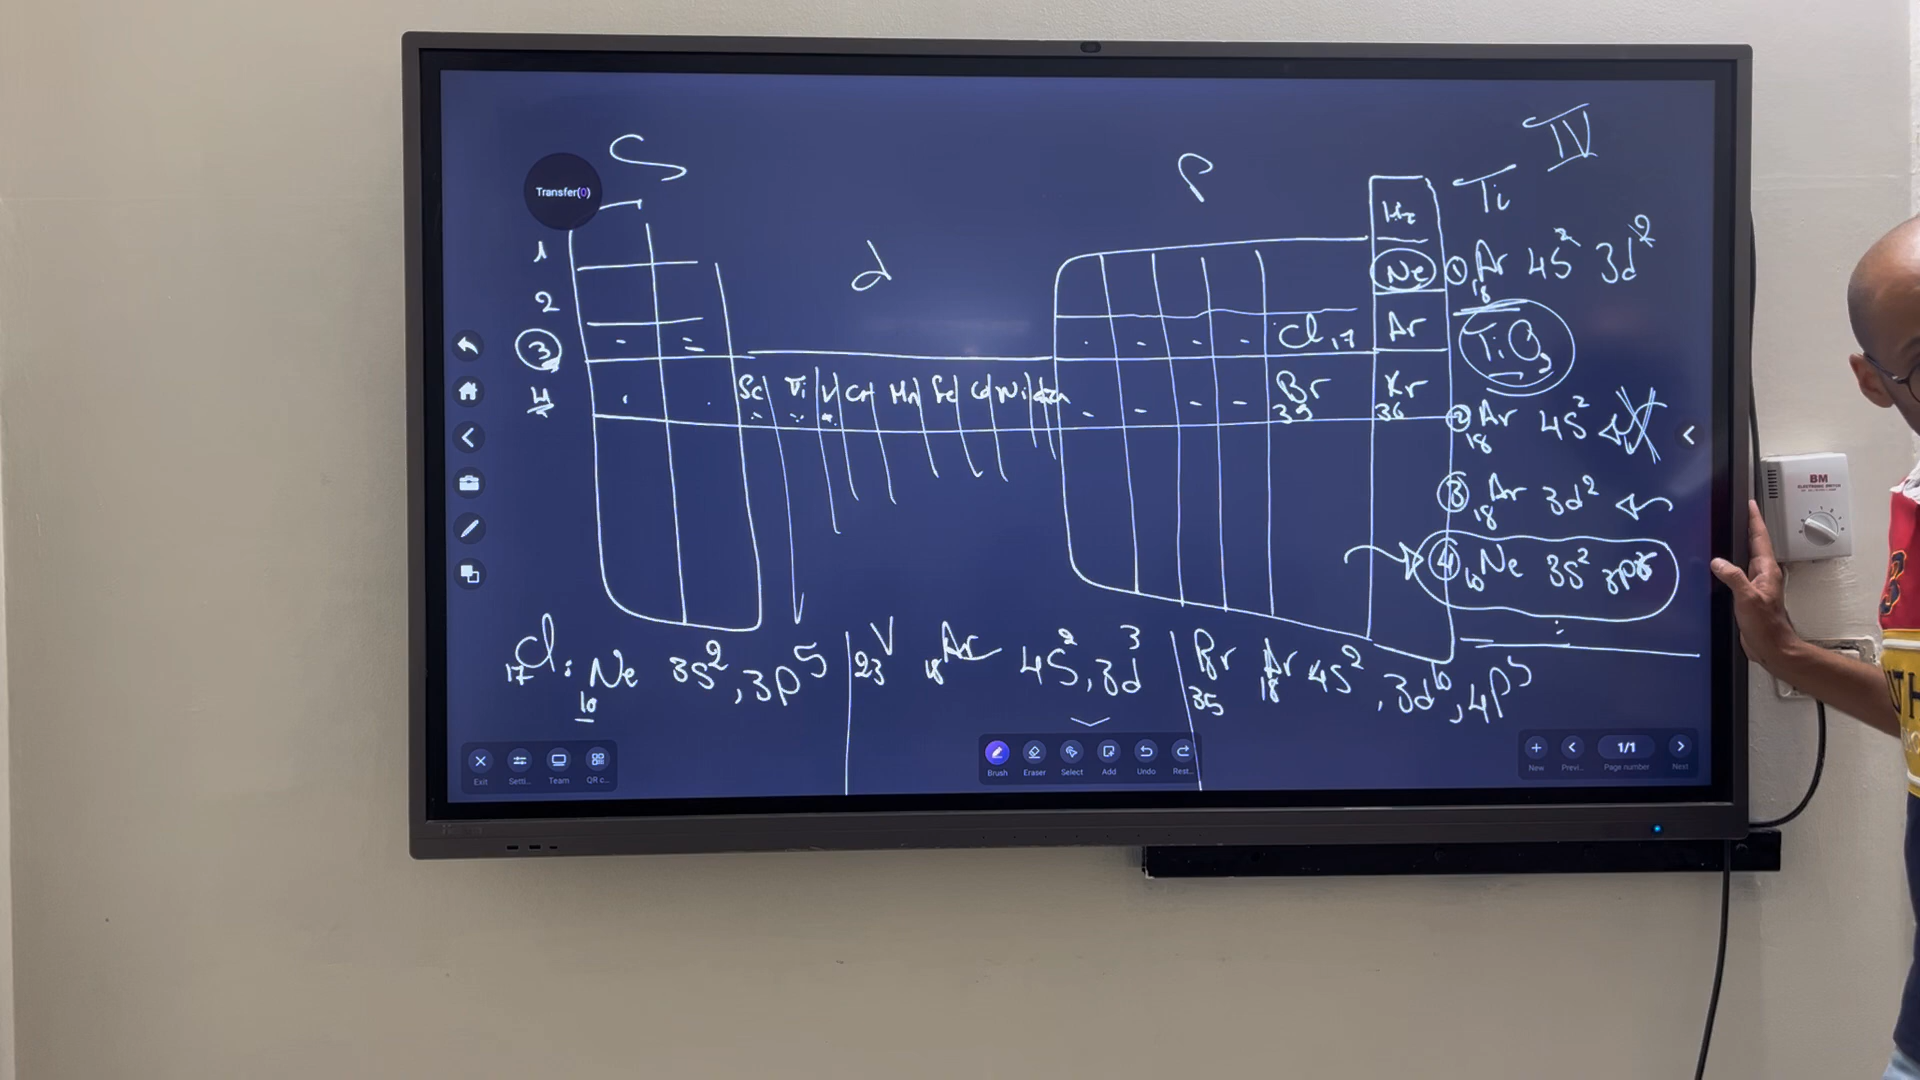 S
P
d
IV
Ti
Transfer(0)
1
2
3
4
He
Ne
Cl 17
Ar
Sc Ti V Cr Mn Fe Co Ni
Br
35
Kr
36
① 18 Ar 4S² 3d²
TiO₂
② 18 Ar 4S²
③ 18 Ar 3d²
④ 10 Ne 3S² 3p⁶
17 Cl : Ne 10 3S², 3p⁵
23 V 18 Ar 4S², 3d³
Br 35 Ar 18 4S², 3d¹⁰, 4p⁵
Exit Setti... Team QR c...
Brush Eraser Select Add Undo Rest...
New Previ... 1/1 Page number Next
BM
ELECTRONIC SWITCH